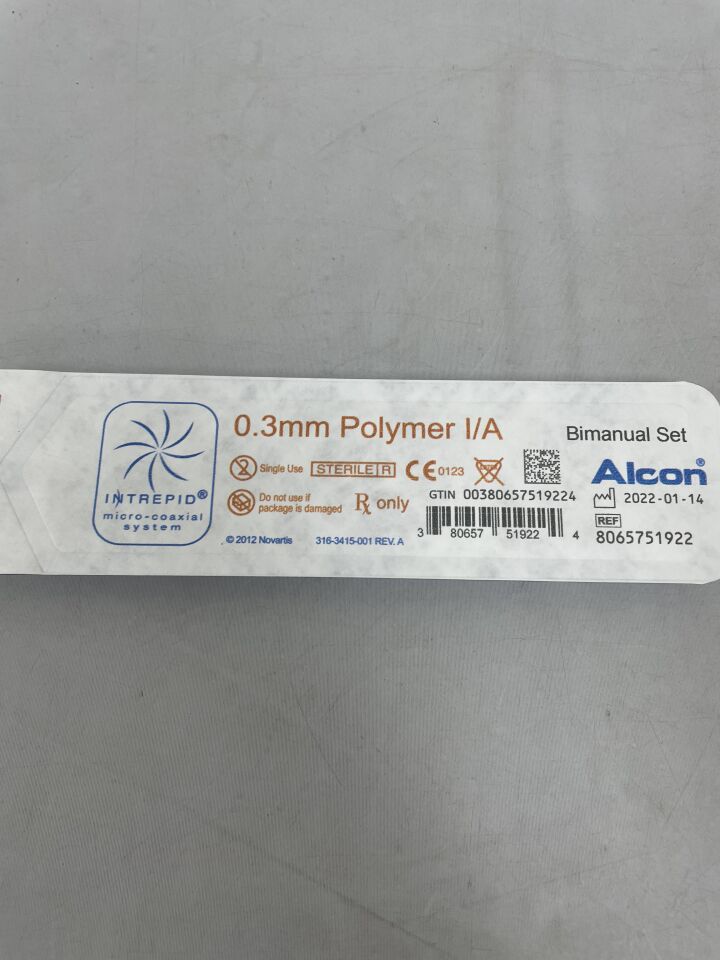 INTREPID®
micro-coaxial
system
0.3mm Polymer I/A
Bimanual Set
Single Use
STERILE R
CE 0123
Alcon®
Do not use if
package is damaged
Rx only
GTIN 00380657519224
2022-01-14
© 2012 Novartis
316-3415-001 REV. A
3 80657 51922 4
REF
8065751922